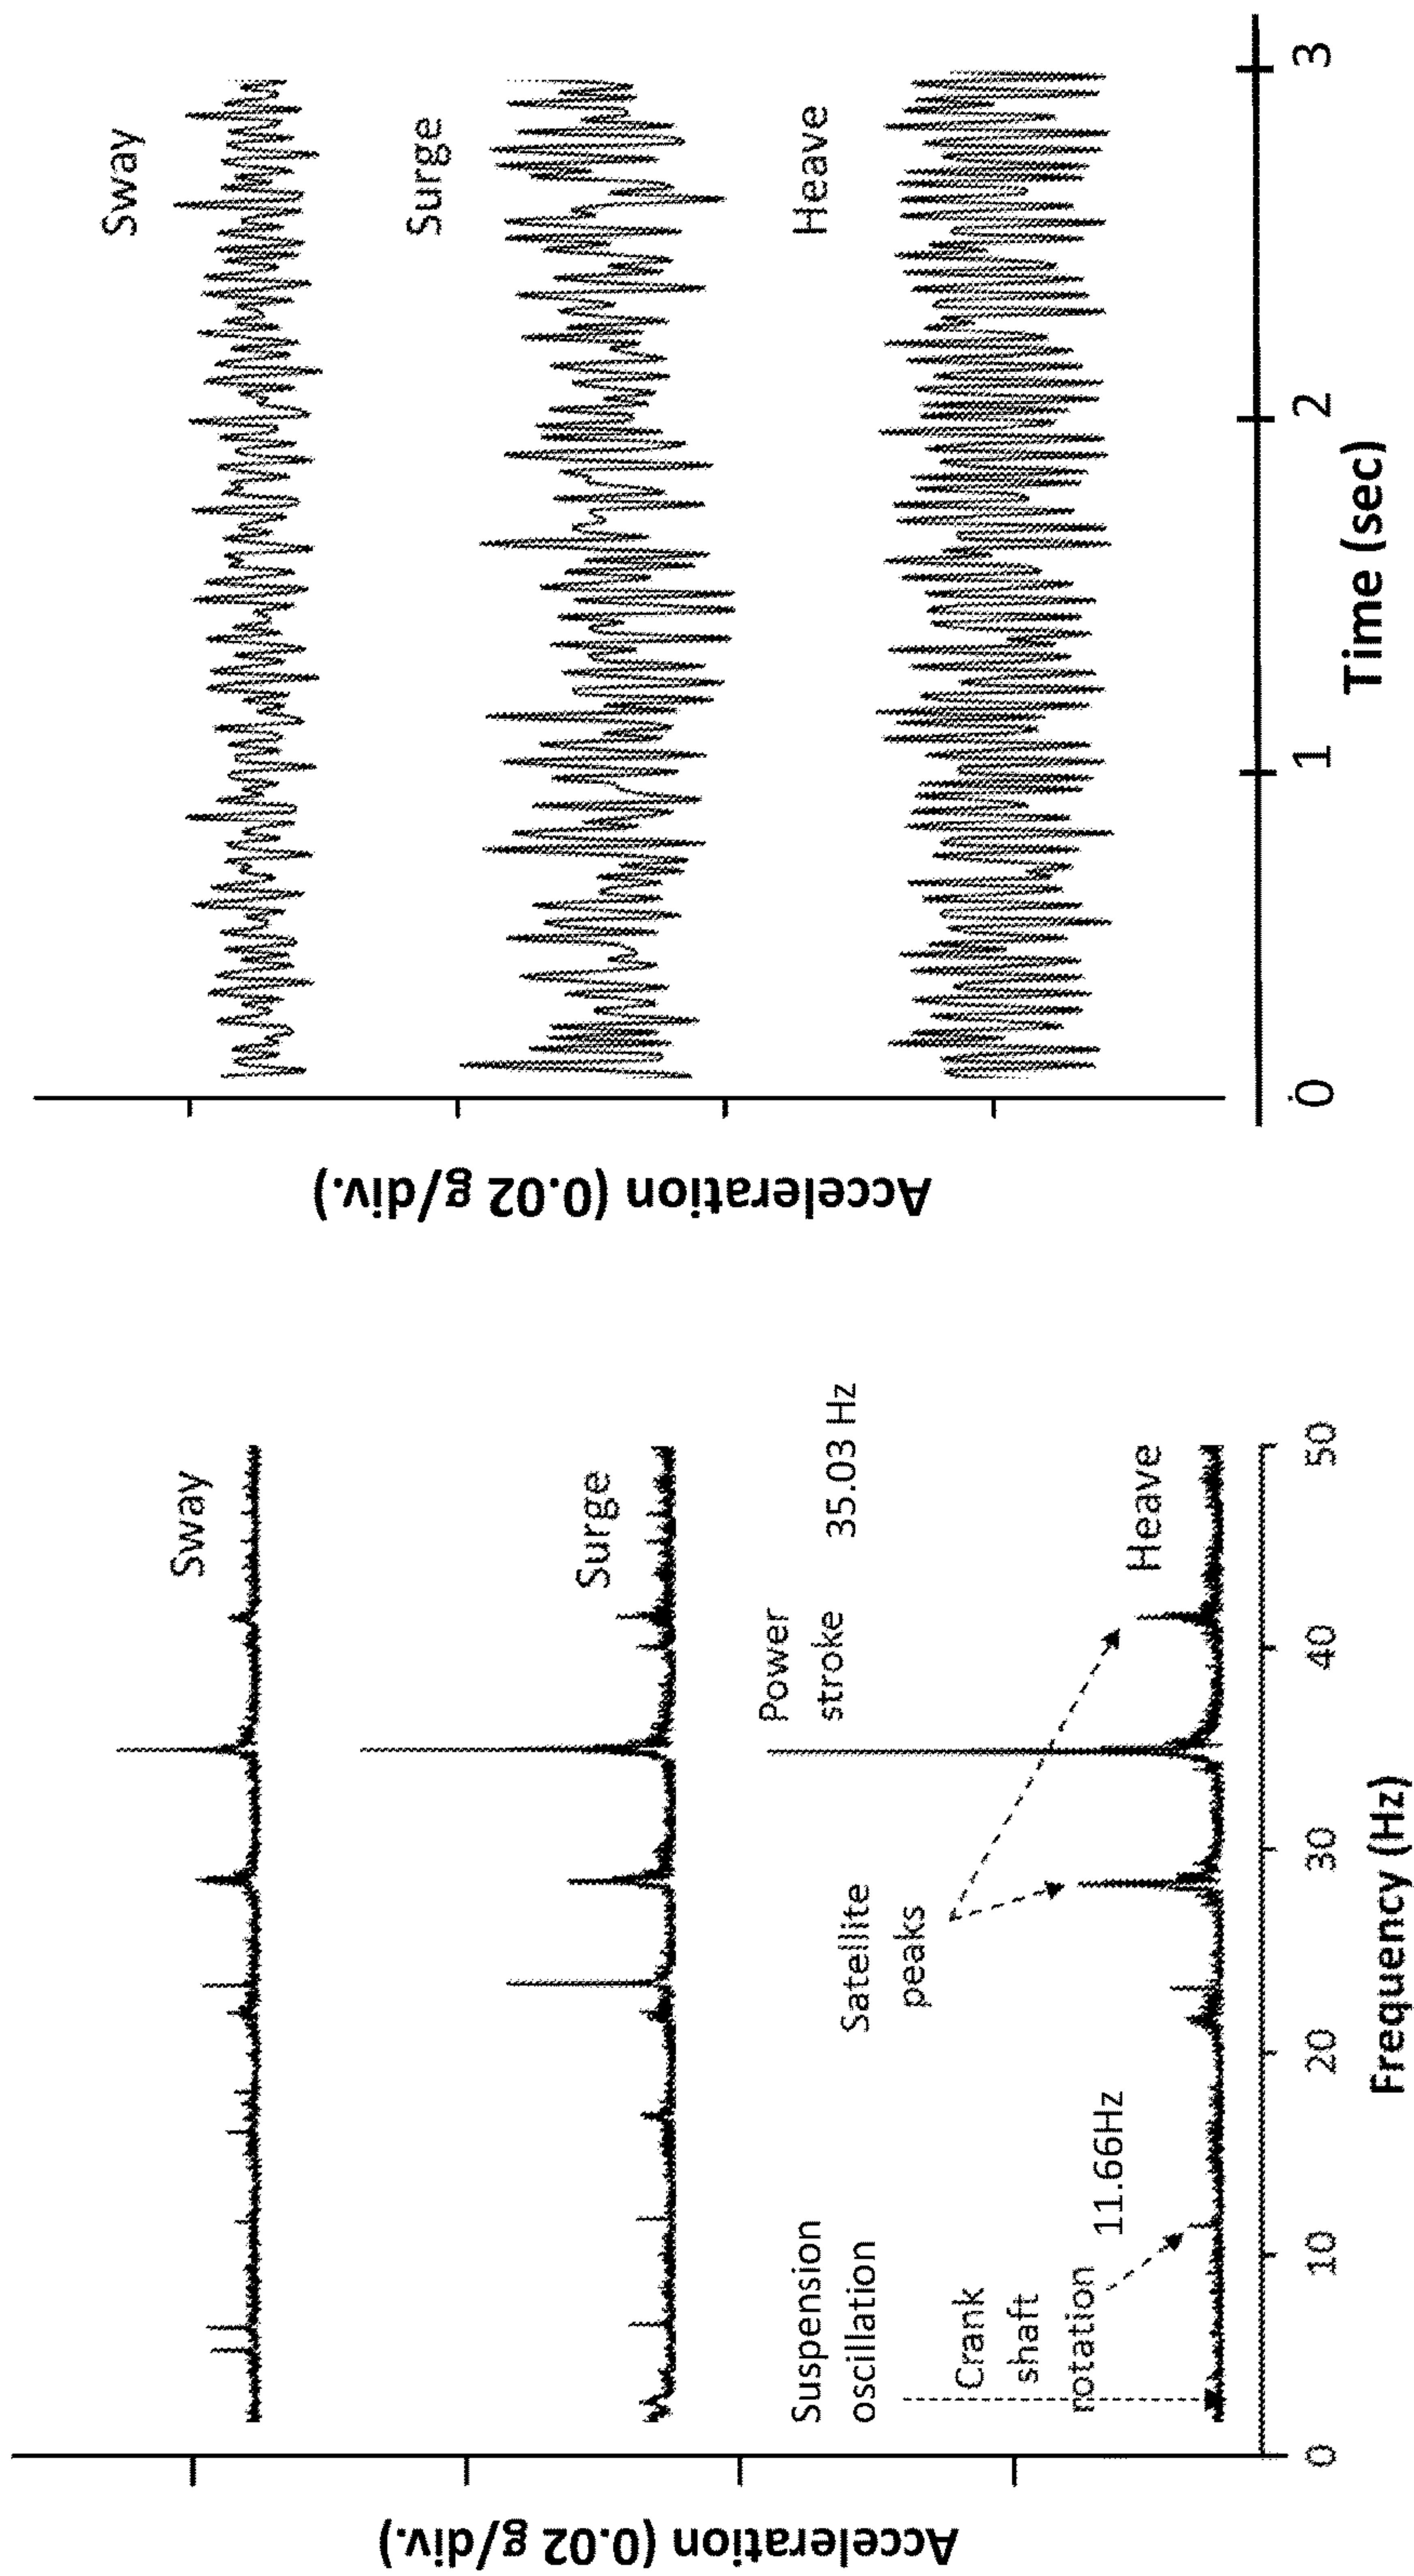 Acceleration (0.02 g/div.)
Sway
Surge
Power
stroke
35.03 Hz
Suspension
oscillation
Satellite
peaks
Crank
shaft
rotation
11.66Hz
Heave
0
10
20
30
40
50
Frequency (Hz)
Acceleration (0.02 g/div.)
Sway
Surge
Heave
0
1
2
3
Time (sec)